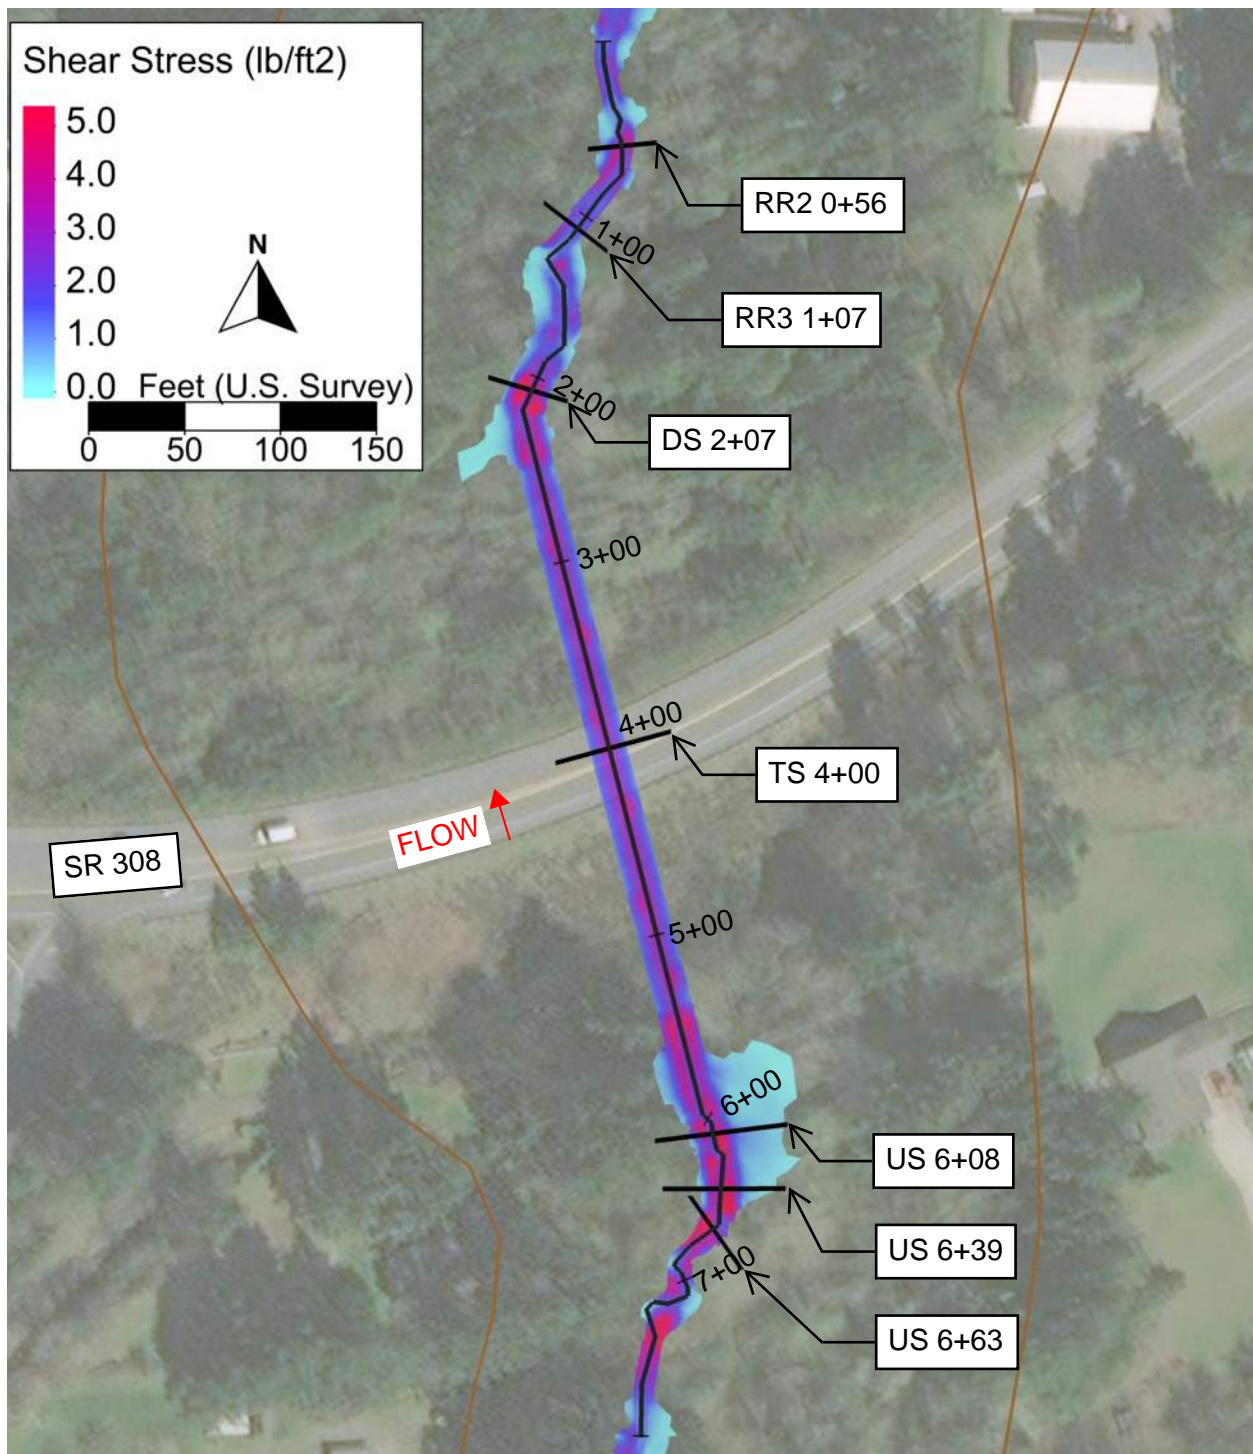 Shear Stress (lb/ft2)
5.0
4.0
3.0
2.0
1.0
0.0
N
Feet (U.S. Survey)
0 50 100 150
RR2 0+56
1+00
RR3 1+07
2+00
DS 2+07
3+00
4+00
TS 4+00
FLOW
SR 308
5+00
6+00
US 6+08
US 6+39
7+00
US 6+63